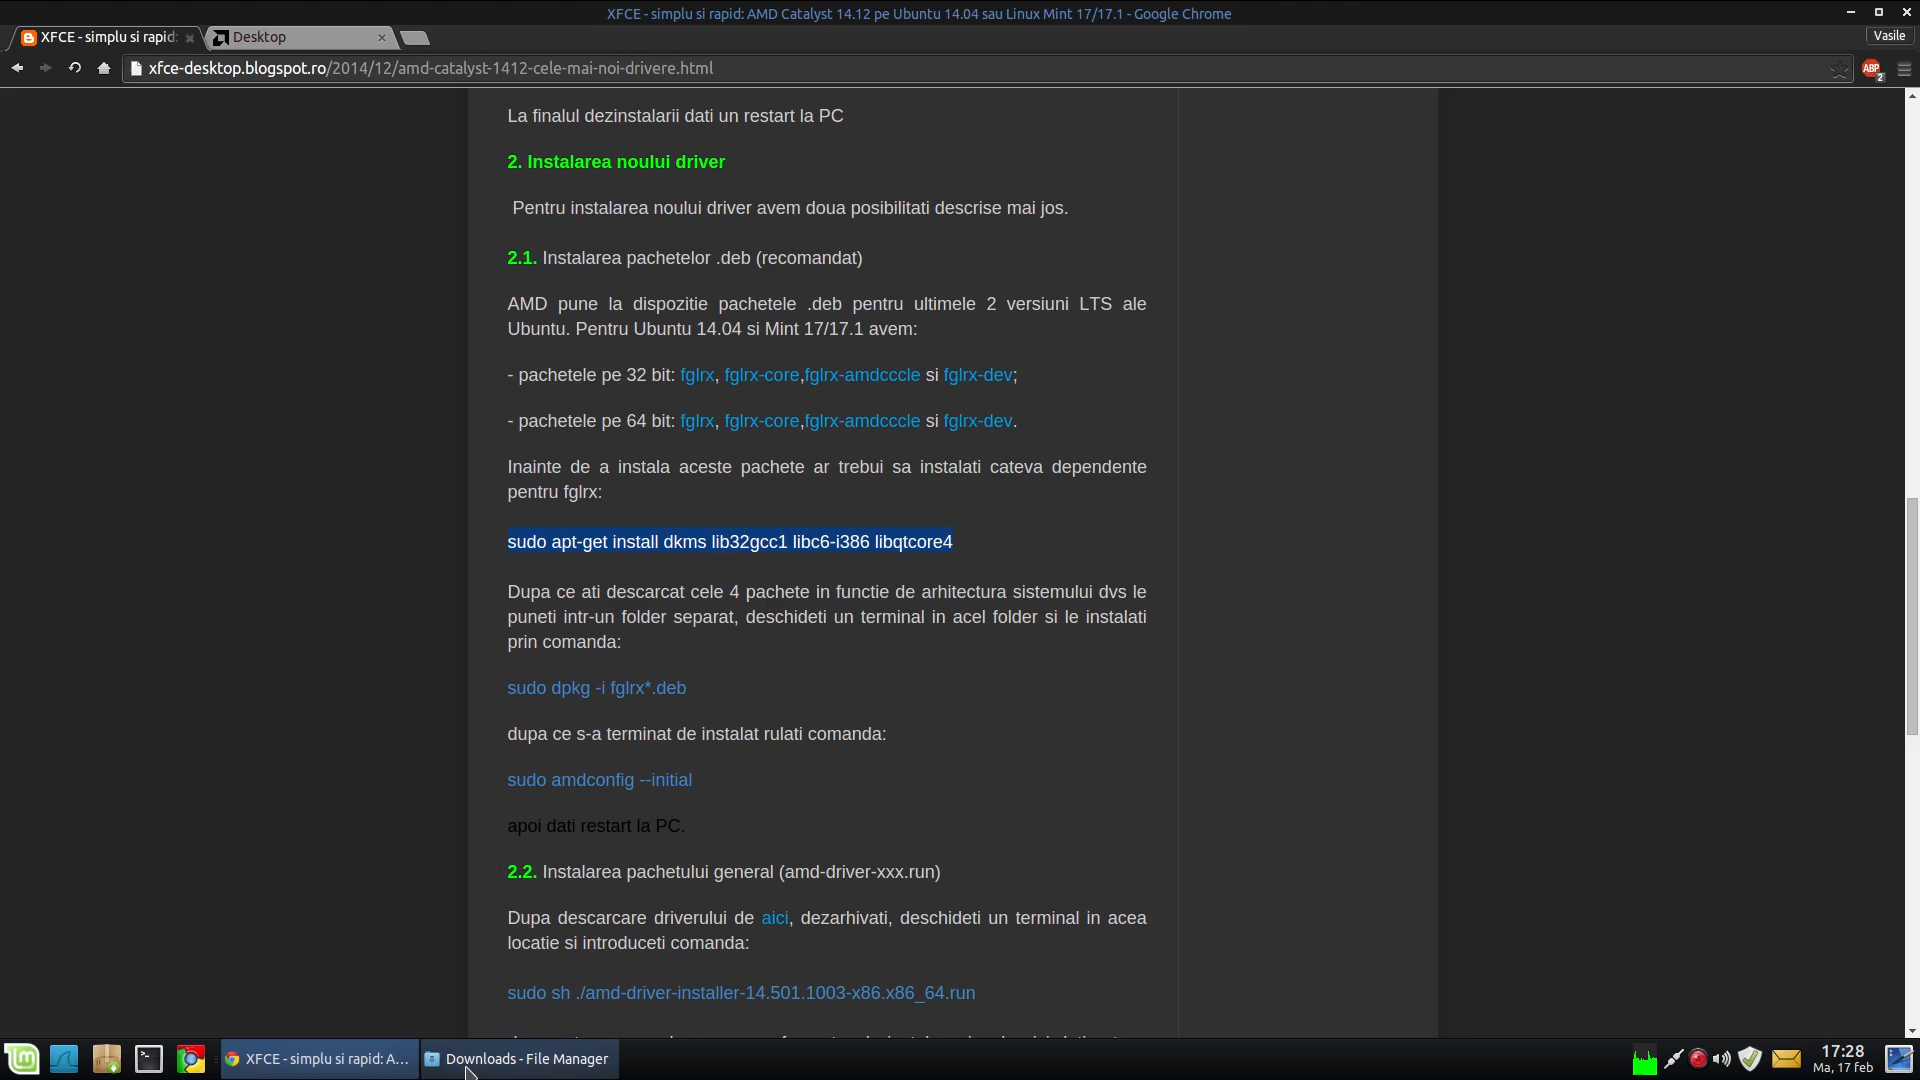 XFCE - simplu si rapid: AMD Catalyst 14.12 pe Ubuntu 14.04 sau Linux Mint 17/17.1 - Google Chrome
XFCE - simplu si rapid:
Desktop
Vasile
xfce-desktop.blogspot.ro/2014/12/amd-catalyst-1412-cele-mai-noi-drivere.html
ABP
2
La finalul dezinstalarii dati un restart la PC
2. Instalarea noului driver
Pentru instalarea noului driver avem doua posibilitati descrise mai jos.
2.1. Instalarea pachetelor .deb (recomandat)
AMD pune la dispozitie pachetele .deb pentru ultimele 2 versiuni LTS ale
Ubuntu. Pentru Ubuntu 14.04 si Mint 17/17.1 avem:
- pachetele pe 32 bit: fglrx, fglrx-core,fglrx-amdcccle si fglrx-dev;
- pachetele pe 64 bit: fglrx, fglrx-core,fglrx-amdcccle si fglrx-dev.
Inainte de a instala aceste pachete ar trebui sa instalati cateva dependente
pentru fglrx:
sudo apt-get install dkms lib32gcc1 libc6-i386 libqtcore4
Dupa ce ati descarcat cele 4 pachete in functie de arhitectura sistemului dvs le
puneti intr-un folder separat, deschideti un terminal in acel folder si le instalati
prin comanda:
sudo dpkg -i fglrx*.deb
dupa ce s-a terminat de instalat rulati comanda:
sudo amdconfig --initial
apoi dati restart la PC.
2.2. Instalarea pachetului general (amd-driver-xxx.run)
Dupa descarcare driverului de aici, dezarhivati, deschideti un terminal in acea
locatie si introduceti comanda:
sudo sh ./amd-driver-installer-14.501.1003-x86.x86_64.run
XFCE - simplu si rapid: A...
Downloads - File Manager
17:28
Ma, 17 feb